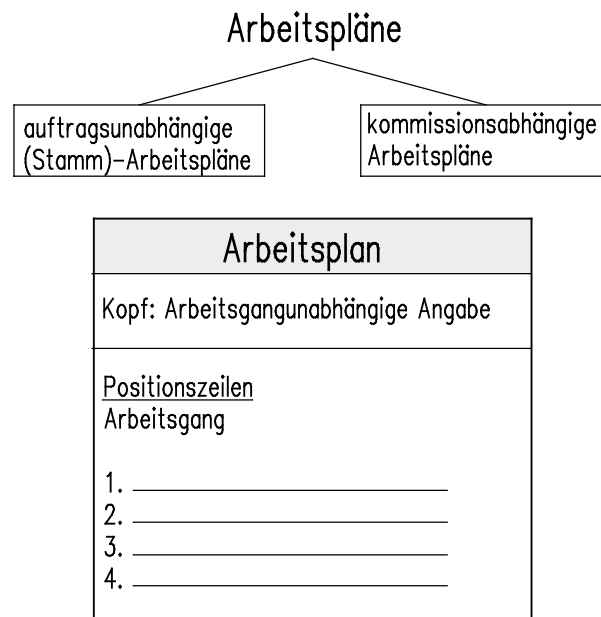 Arbeitspläne
auftragsunabhängige
(Stamm)-Arbeitspläne
kommissionsabhängige
Arbeitspläne
Arbeitsplan
Kopf: Arbeitsgangunabhängige Angabe
Positionszeilen
Arbeitsgang
1.
2.
3.
4.